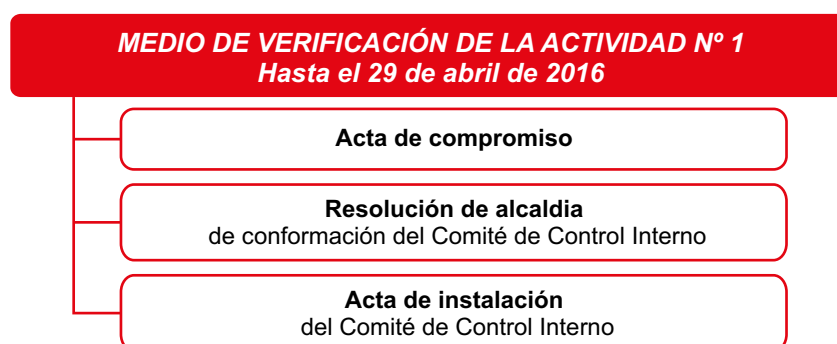 MEDIO DE VERIFICACIÓN DE LA ACTIVIDAD Nº 1
Hasta el 29 de abril de 2016
Acta de compromiso
Resolución de alcaldia
de conformación del Comité de Control Interno
Acta de instalación
del Comité de Control Interno